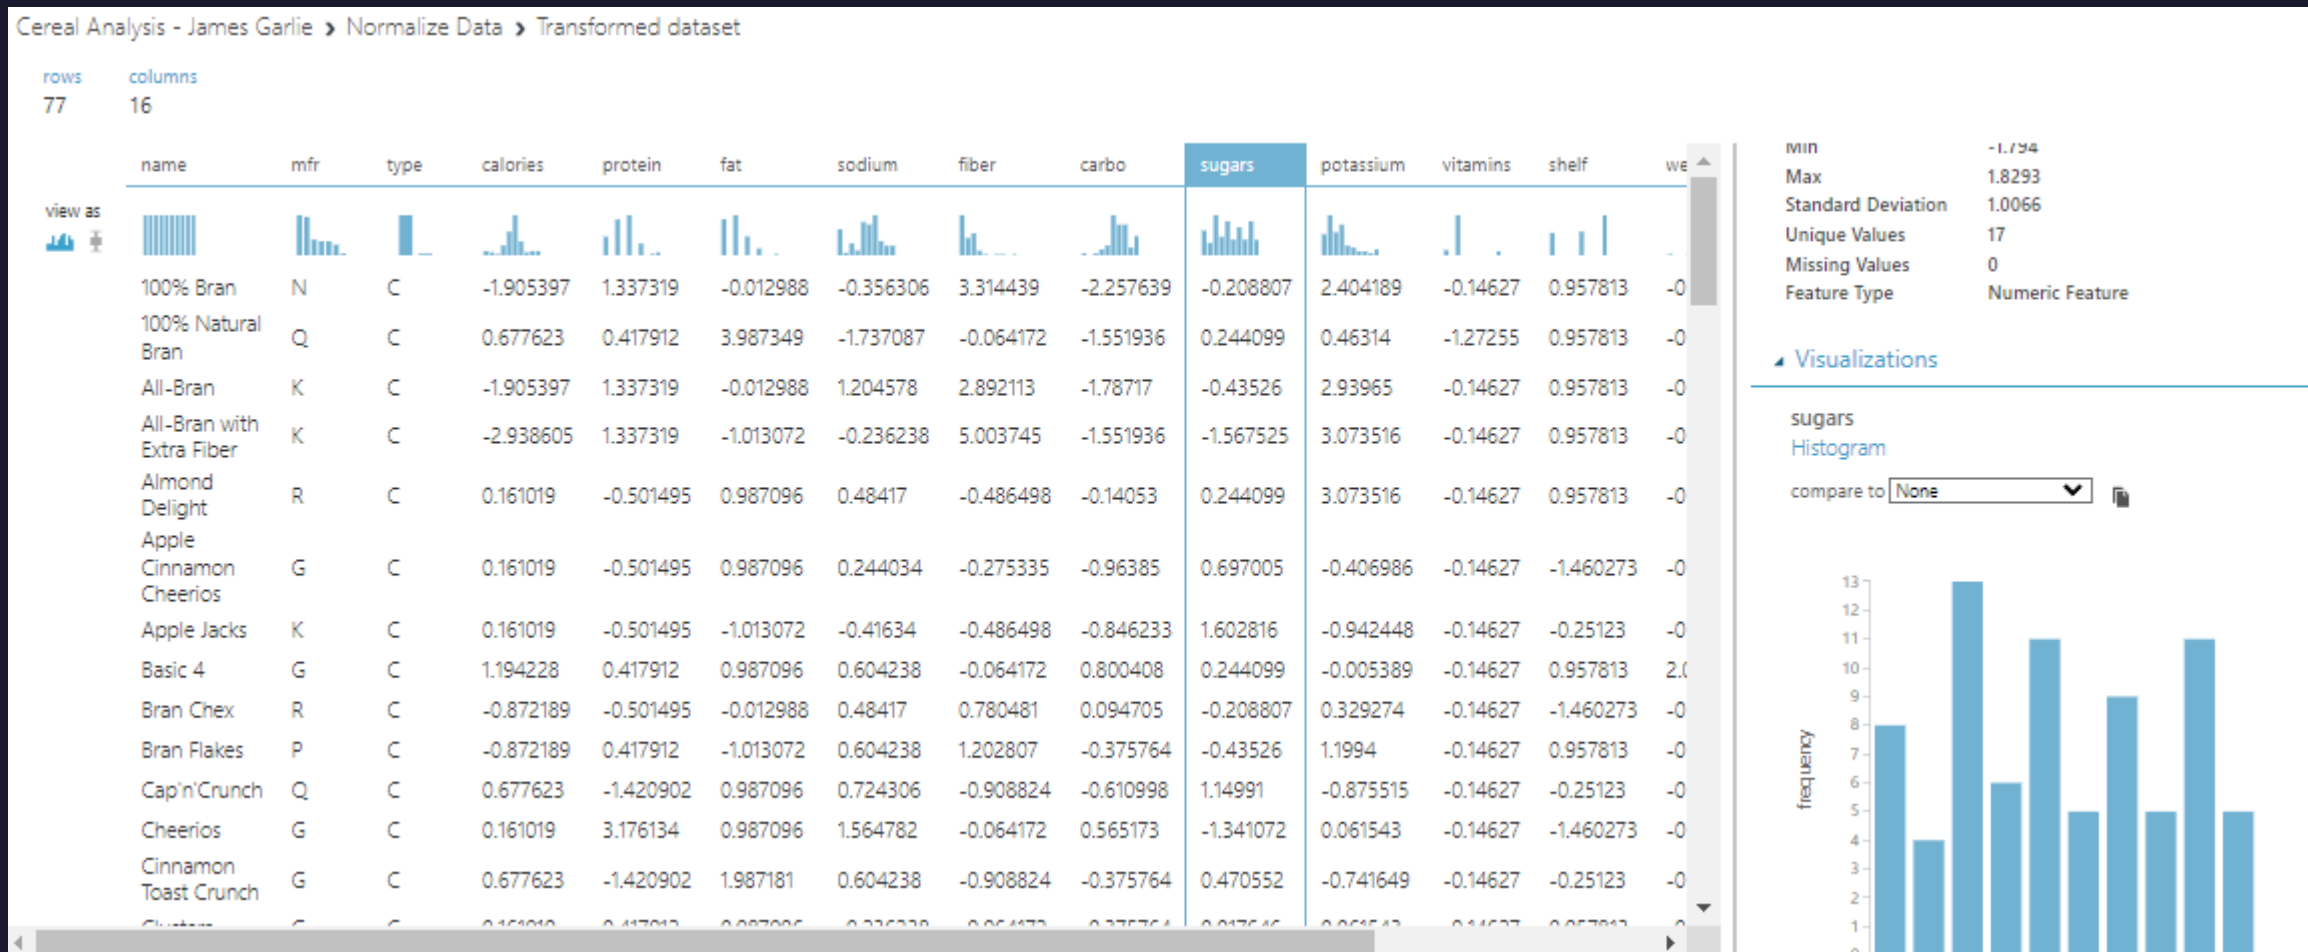 Cereal Analysis - James Garlie › Normalize Data › Transformed dataset
rows columns
77 16
name mfr type calories protein fat sodium fiber carbo sugars potassium vitamins shelf we
view as
100% Bran N C -1.905397 1.337319 -0.012988 -0.356306 3.314439 -2.257639 -0.208807 2.404189 -0.14627 0.957813 -0
100% Natural Bran Q C 0.677623 0.417912 3.987349 -1.737087 -0.064172 -1.551936 0.244099 0.46314 -1.27255 0.957813 -0
All-Bran K C -1.905397 1.337319 -0.012988 1.204578 2.892113 -1.78717 -0.43526 2.93965 -0.14627 0.957813 -0
All-Bran with Extra Fiber K C -2.938605 1.337319 -1.013072 -0.236238 5.003745 -1.551936 -1.567525 3.073516 -0.14627 0.957813 -0
Almond Delight R C 0.161019 -0.501495 0.987096 0.48417 -0.486498 -0.14053 0.244099 3.073516 -0.14627 0.957813 -0
Apple Cinnamon Cheerios G C 0.161019 -0.501495 0.987096 0.244034 -0.275335 -0.96385 0.697005 -0.406986 -0.14627 -1.460273 -0
Apple Jacks K C 0.161019 -0.501495 -1.013072 -0.41634 -0.486498 -0.846233 1.602816 -0.942448 -0.14627 -0.25123 -0
Basic 4 G C 1.194228 0.417912 0.987096 0.604238 -0.064172 0.800408 0.244099 -0.005389 -0.14627 0.957813 2.0
Bran Chex R C -0.872189 -0.501495 -0.012988 0.48417 0.780481 0.094705 -0.208807 0.329274 -0.14627 -1.460273 -0
Bran Flakes P C -0.872189 0.417912 -1.013072 0.604238 1.202807 -0.375764 -0.43526 1.1994 -0.14627 0.957813 -0
Cap'n'Crunch Q C 0.677623 -1.420902 0.987096 0.724306 -0.908824 -0.610998 1.14991 -0.875515 -0.14627 -0.25123 -0
Cheerios G C 0.161019 3.176134 0.987096 1.564782 -0.064172 0.565173 -1.341072 0.061543 -0.14627 -1.460273 -0
Cinnamon Toast Crunch G C 0.677623 -1.420902 1.987181 0.604238 -0.908824 -0.375764 0.470552 -0.741649 -0.14627 -0.25123 -0
Min -1.794
Max 1.8293
Standard Deviation 1.0066
Unique Values 17
Missing Values 0
Feature Type Numeric Feature
Visualizations
sugars
Histogram
compare to None
13
12
11
10
9
8
7
6
5
4
3
2
1
frequency